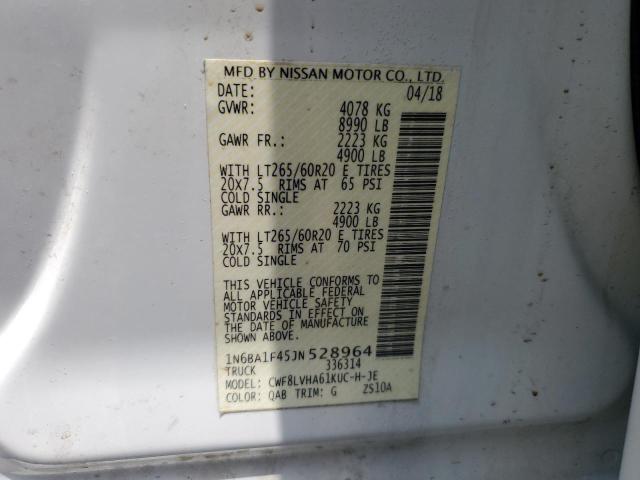 MFD BY NISSAN MOTOR CO., LTD.
DATE: 04/18
GVWR: 4078 KG
8990 LB
GAWR FR.: 2223 KG
4900 LB
WITH LT265/60R20 E TIRES
20X7.5 RIMS AT 65 PSI
COLD SINGLE
GAWR RR.: 2223 KG
4900 LB
WITH LT265/60R20 E TIRES
20X7.5 RIMS AT 70 PSI
COLD SINGLE
THIS VEHICLE CONFORMS TO
ALL APPLICABLE FEDERAL
MOTOR VEHICLE SAFETY
STANDARDS IN EFFECT ON
THE DATE OF MANUFACTURE
SHOWN ABOVE.
1N6BA1F45JN528964
TRUCK 336314
MODEL: CWF8LVHA61KUC-H-JE
COLOR: QAB TRIM: G ZS10A